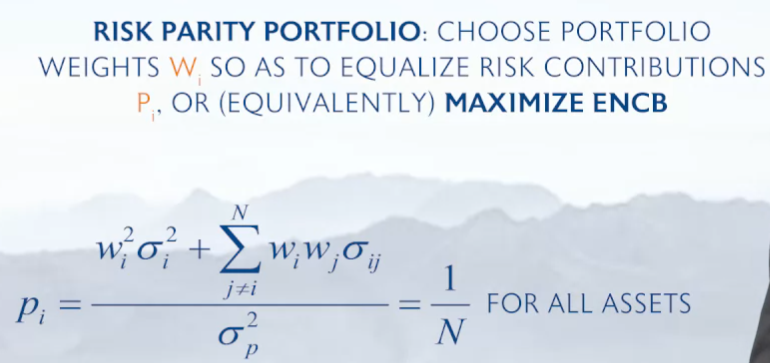 RISK PARITY PORTFOLIO: CHOOSE PORTFOLIO
WEIGHTS W_i SO AS TO EQUALIZE RISK CONTRIBUTIONS
P_i, OR (EQUIVALENTLY) MAXIMIZE ENCB
p_i = \frac{w_i^2 \sigma_i^2 + \sum_{j \neq i}^{N} w_i w_j \sigma_{ij}}{\sigma_p^2} = \frac{1}{N} FOR ALL ASSETS